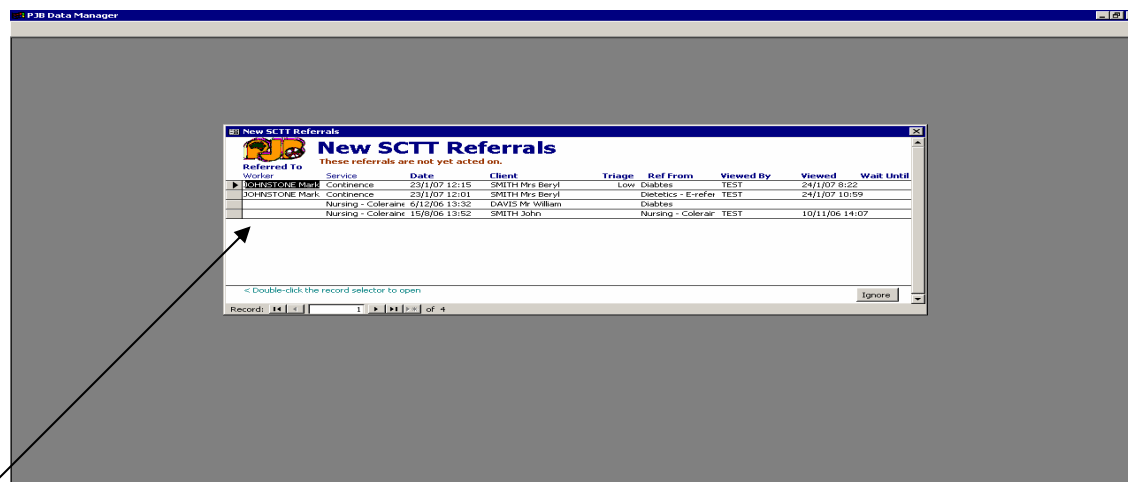 PJB Data Manager
New SCTT Referrals
PJB New SCTT Referrals
These referrals are not yet acted on.
Referred To
Worker Service Date Client Triage Ref From Viewed By Viewed Wait Until
JOHNSTONE Mark Continence 23/1/07 12:15 SMITH Mrs Beryl Low Diabtes TEST 24/1/07 8:22
JOHNSTONE Mark Continence 23/1/07 12:01 SMITH Mrs Beryl Dietetics - E-refer TEST 24/1/07 10:59
Nursing - Coleraine 6/12/06 13:32 DAVIS Mr William Diabtes
Nursing - Coleraine 15/8/06 13:52 SMITH John Nursing - Colerair TEST 10/11/06 14:07
< Double-click the record selector to open
Ignore
Record: 1 of 4